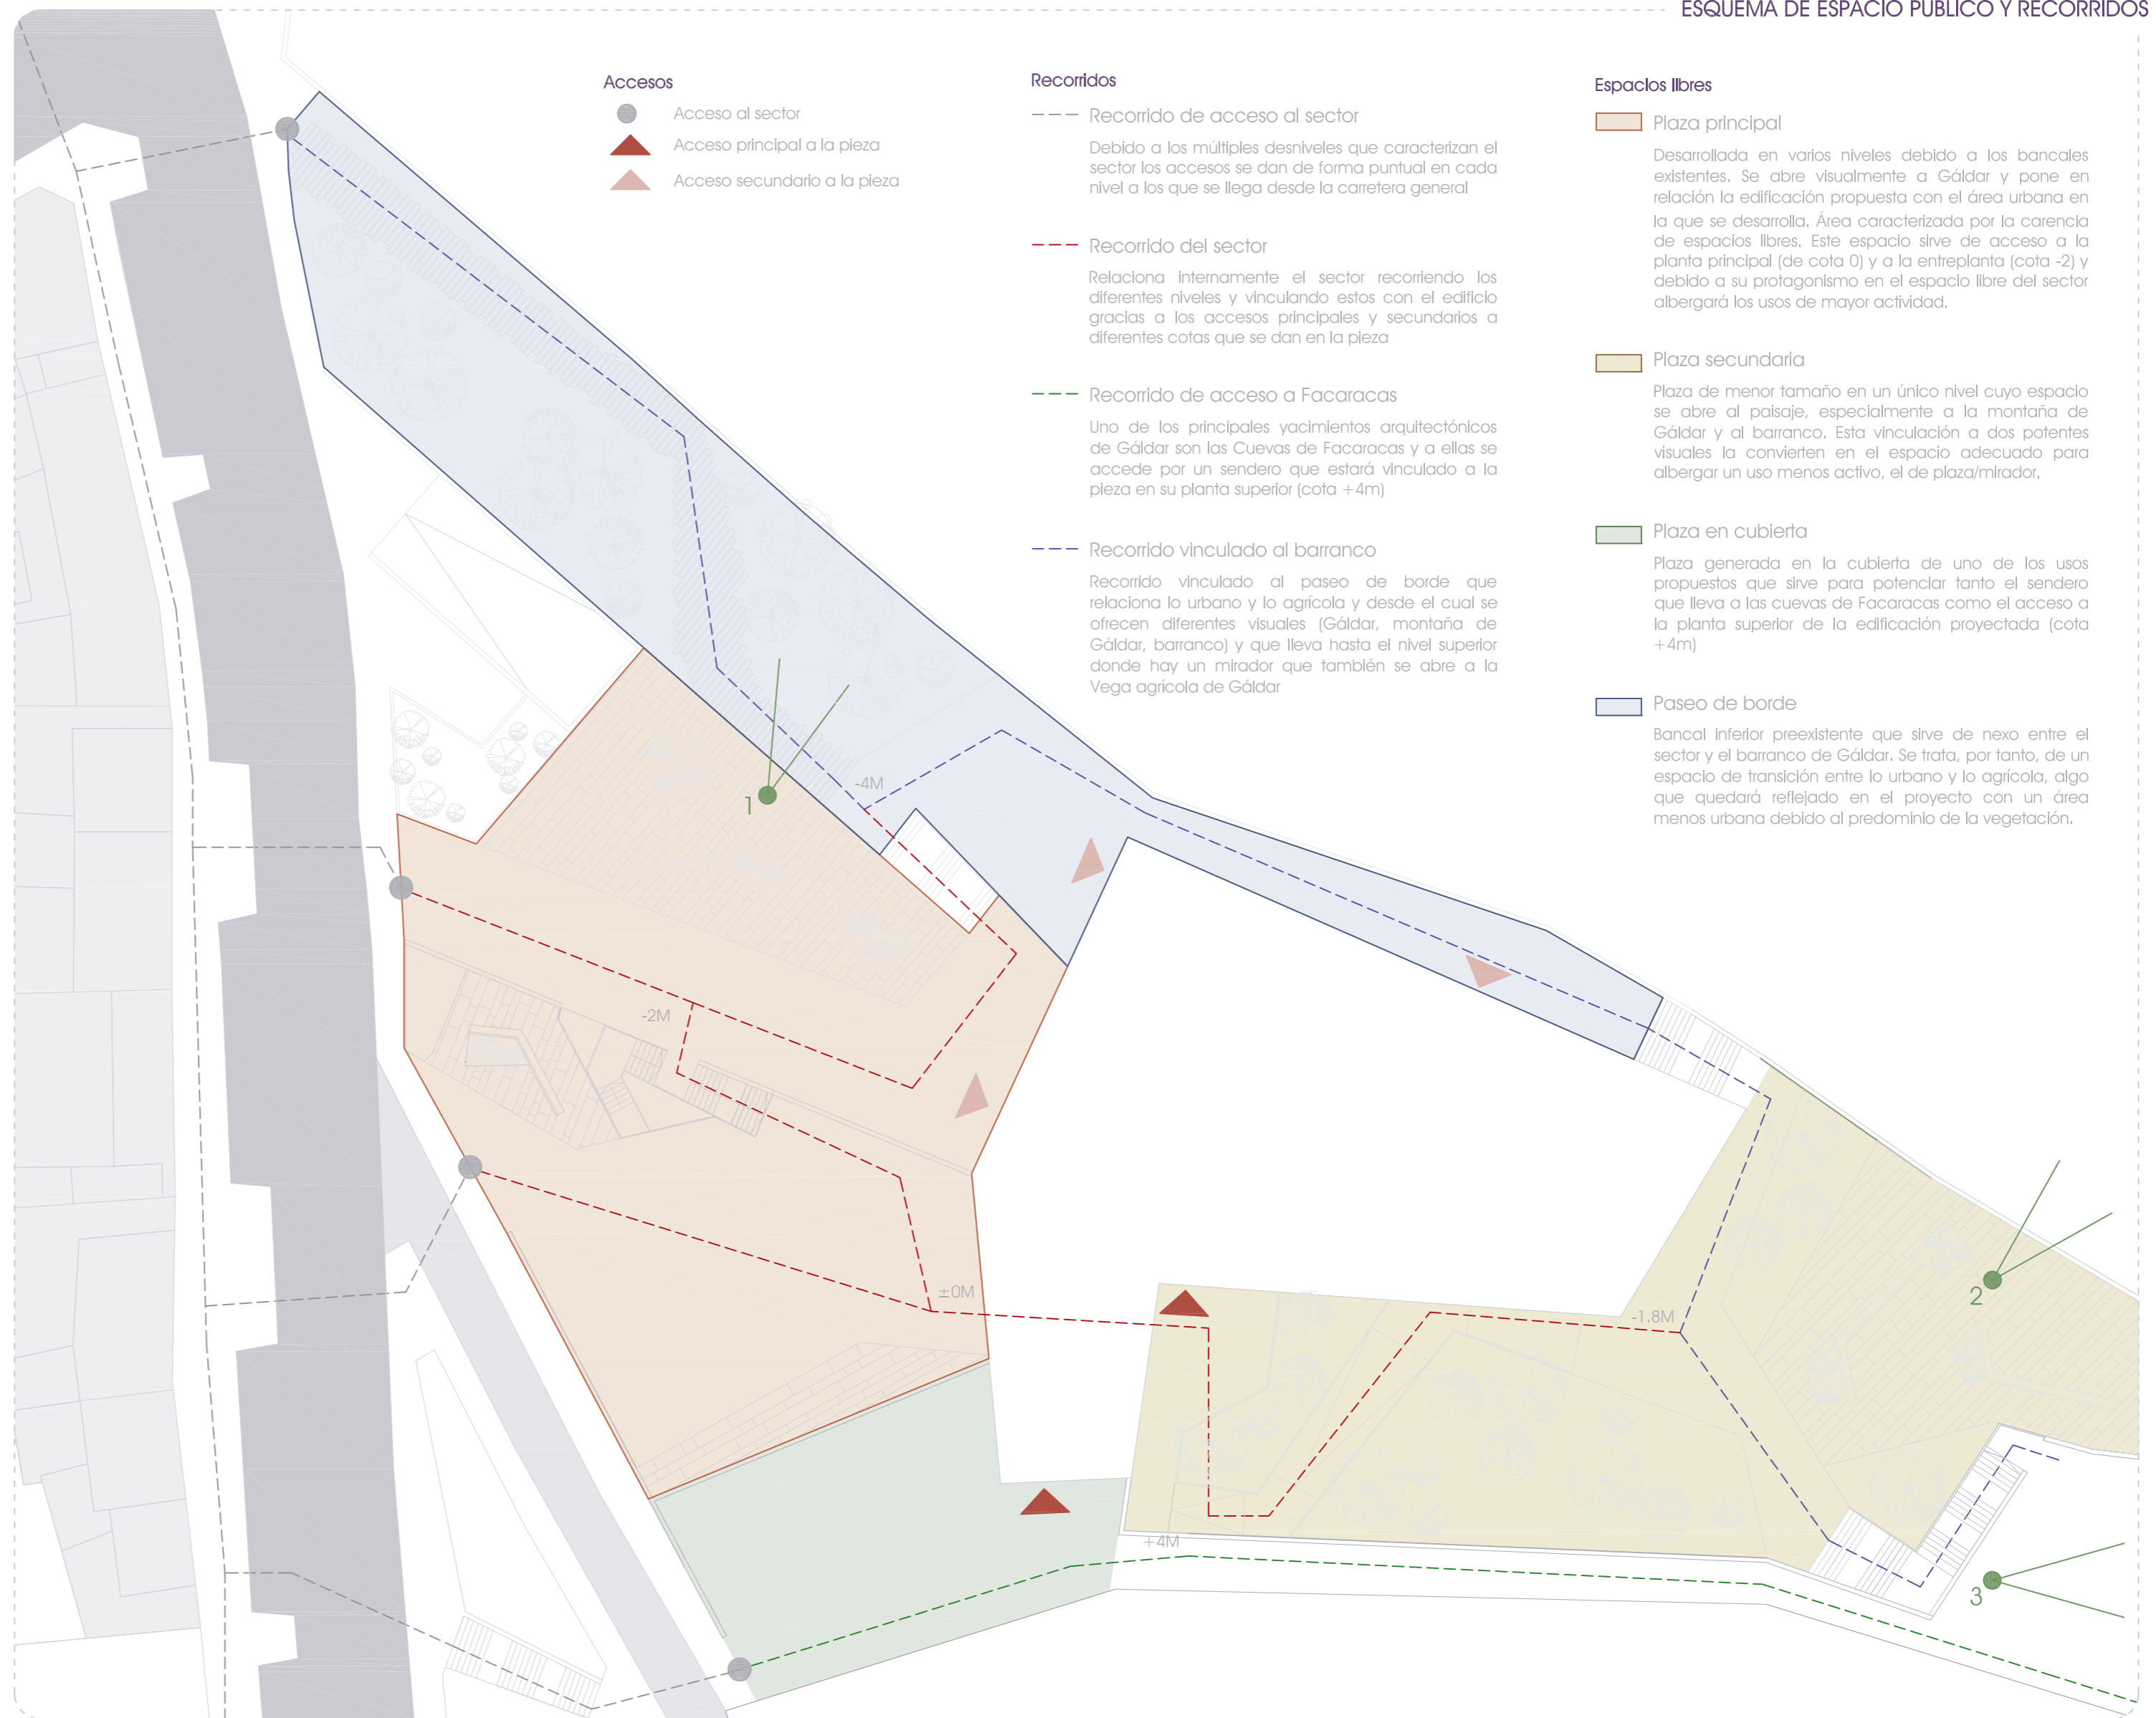 ESQUEMA DE ESPACIO PÚBLICO Y RECORRIDOS
Accesos
Acceso al sector
Acceso principal a la pieza
Acceso secundario a la pieza
Recorridos
Recorrido de acceso al sector
Debido a los múltiples desniveles que caracterizan el
sector los accesos se dan de forma puntual en cada
nivel a los que se llega desde la carretera general
Recorrido del sector
Relaciona internamente el sector recorriendo los
diferentes niveles y vinculando estos con el edificio
gracias a los accesos principales y secundarios a
diferentes cotas que se dan en la pieza
Recorrido de acceso a Facaracas
Uno de los principales yacimientos arquitectónicos
de Gáldar son las Cuevas de Facaracas y a ellas se
accede por un sendero que estará vinculado a la
pieza en su planta superior (cota +4m)
Recorrido vinculado al barranco
Recorrido vinculado al paseo de borde que
relaciona lo urbano y lo agrícola y desde el cual se
ofrecen diferentes visuales (Gáldar, montaña de
Gáldar, barranco) y que lleva hasta el nivel superior
donde hay un mirador que también se abre a la
Vega agrícola de Gáldar
Espacios libres
Plaza principal
Desarrollada en varios niveles debido a los bancales
existentes. Se abre visualmente a Gáldar y pone en
relación la edificación propuesta con el área urbana en
la que se desarrolla. Área caracterizada por la carencia
de espacios libres. Este espacio sirve de acceso a la
planta principal (de cota 0) y a la entreplanta (cota -2) y
debido a su protagonismo en el espacio libre del sector
albergará los usos de mayor actividad.
Plaza secundaria
Plaza de menor tamaño en un único nivel cuyo espacio
se abre al paisaje, especialmente a la montaña de
Gáldar y al barranco. Esta vinculación a dos potentes
visuales la convierten en el espacio adecuado para
albergar un uso menos activo, el de plaza/mirador.
Plaza en cubierta
Plaza generada en la cubierta de uno de los usos
propuestos que sirve para potenciar tanto el sendero
que lleva a las cuevas de Facaracas como el acceso a
la planta superior de la edificación proyectada (cota
+4m)
Paseo de borde
Bancal inferior preexistente que sirve de nexo entre el
sector y el barranco de Gáldar. Se trata, por tanto, de un
espacio de transición entre lo urbano y lo agrícola, algo
que quedará reflejado en el proyecto con un área
menos urbana debido al predominio de la vegetación.
-4M
1
-2M
±0M
-1.8M
2
+4M
3